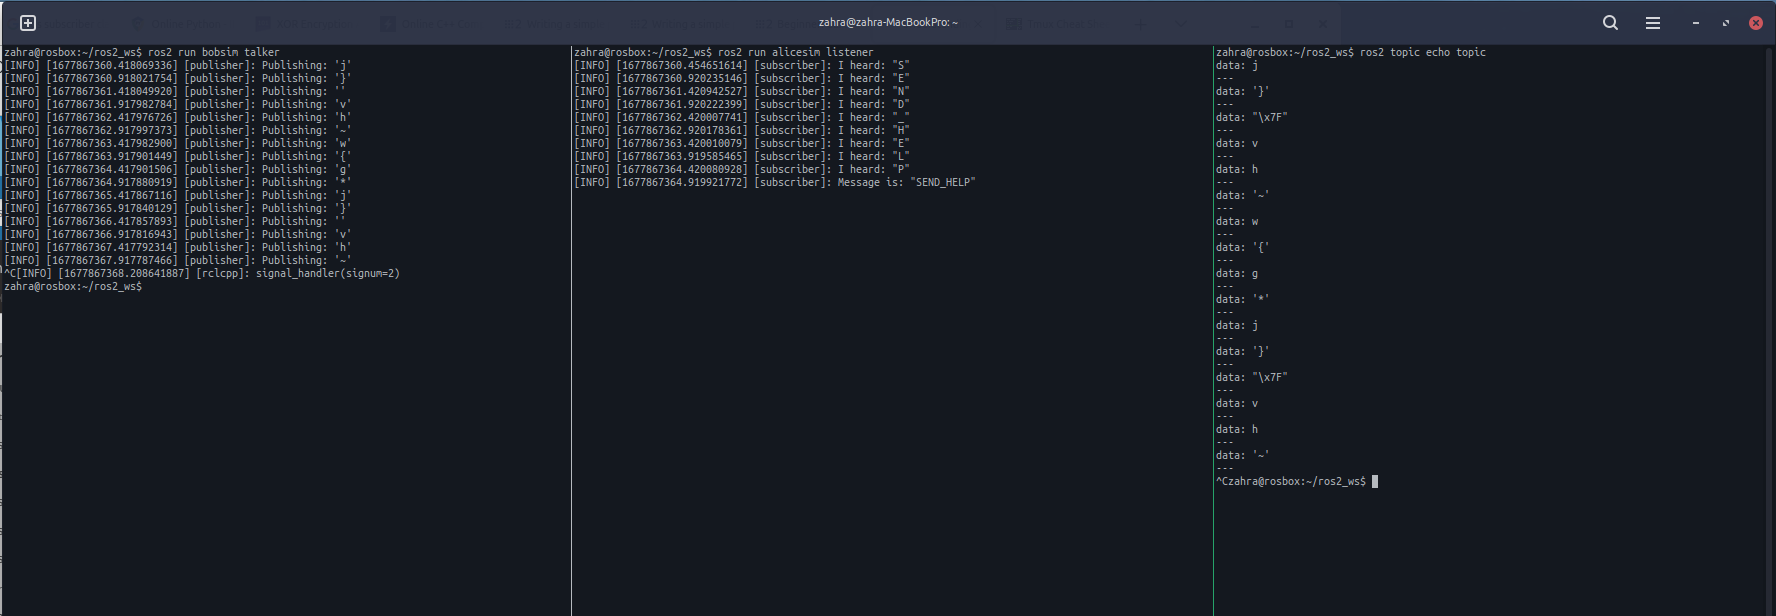 zahra@zahra-MacBookPro: ~
zahra@rosbox:~/ros2_ws$ ros2 run bobsim talker
[INFO] [1677867360.418069336] [publisher]: Publishing: 'j'
[INFO] [1677867360.918021754] [publisher]: Publishing: '}'
[INFO] [1677867361.418049920] [publisher]: Publishing: ''
[INFO] [1677867361.917982784] [publisher]: Publishing: 'v'
[INFO] [1677867362.417976726] [publisher]: Publishing: 'h'
[INFO] [1677867362.917997373] [publisher]: Publishing: '~'
[INFO] [1677867363.417982900] [publisher]: Publishing: 'w'
[INFO] [1677867363.917901449] [publisher]: Publishing: '{'
[INFO] [1677867364.417901506] [publisher]: Publishing: 'g'
[INFO] [1677867364.917880919] [publisher]: Publishing: '*'
[INFO] [1677867365.417867116] [publisher]: Publishing: 'j'
[INFO] [1677867365.917840129] [publisher]: Publishing: '}'
[INFO] [1677867366.417857893] [publisher]: Publishing: ''
[INFO] [1677867366.917816943] [publisher]: Publishing: 'v'
[INFO] [1677867367.417792314] [publisher]: Publishing: 'h'
[INFO] [1677867367.917787466] [publisher]: Publishing: '~'
^C[INFO] [1677867368.208641887] [rclcpp]: signal_handler(signum=2)
zahra@rosbox:~/ros2_ws$
zahra@rosbox:~/ros2_ws$ ros2 run alicesim listener
[INFO] [1677867360.454651614] [subscriber]: I heard: "S"
[INFO] [1677867360.920235146] [subscriber]: I heard: "E"
[INFO] [1677867361.420942527] [subscriber]: I heard: "N"
[INFO] [1677867361.920222399] [subscriber]: I heard: "D"
[INFO] [1677867362.420007741] [subscriber]: I heard: "_"
[INFO] [1677867362.920178361] [subscriber]: I heard: "H"
[INFO] [1677867363.420010079] [subscriber]: I heard: "E"
[INFO] [1677867363.919585465] [subscriber]: I heard: "L"
[INFO] [1677867364.420080928] [subscriber]: I heard: "P"
[INFO] [1677867364.919921772] [subscriber]: Message is: "SEND_HELP"
zahra@rosbox:~/ros2_ws$ ros2 topic echo topic
data: j
---
data: '}'
---
data: "\x7F"
---
data: v
---
data: h
---
data: '~'
---
data: w
---
data: '{'
---
data: g
---
data: '*'
---
data: j
---
data: '}'
---
data: "\x7F"
---
data: v
---
data: h
---
data: '~'
---
^Czahra@rosbox:~/ros2_ws$